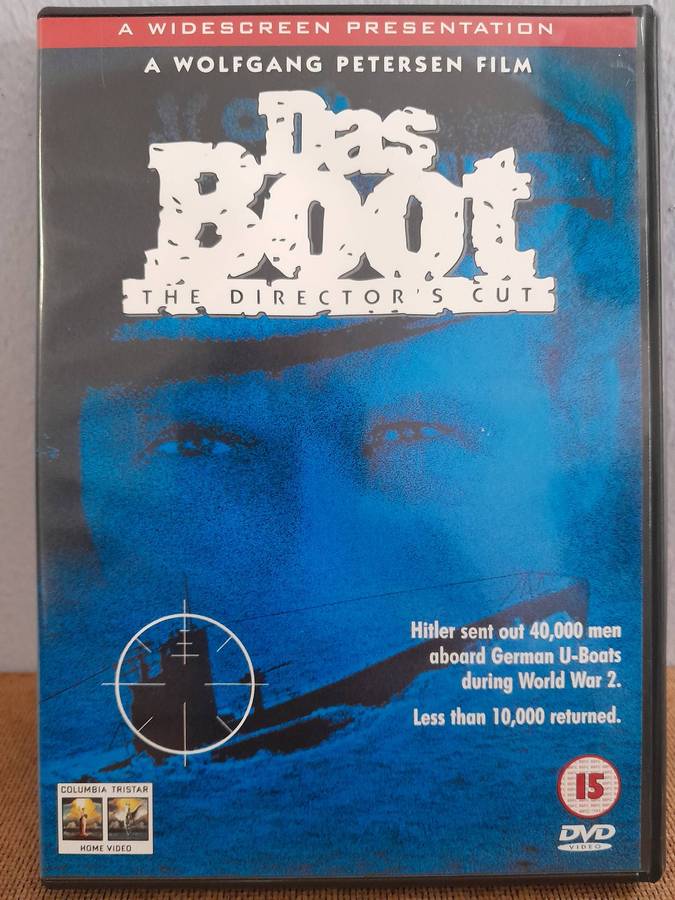 A WIDESCREEN PRESENTATION
A WOLFGANG PETERSEN FILM
Das
Boot
THE DIRECTOR'S CUT
Hitler sent out 40,000 men
aboard German U-Boats
during World War 2.
Less than 10,000 returned.
15
COLUMBIA TRISTAR
HOME VIDEO
DVD
VIDEO